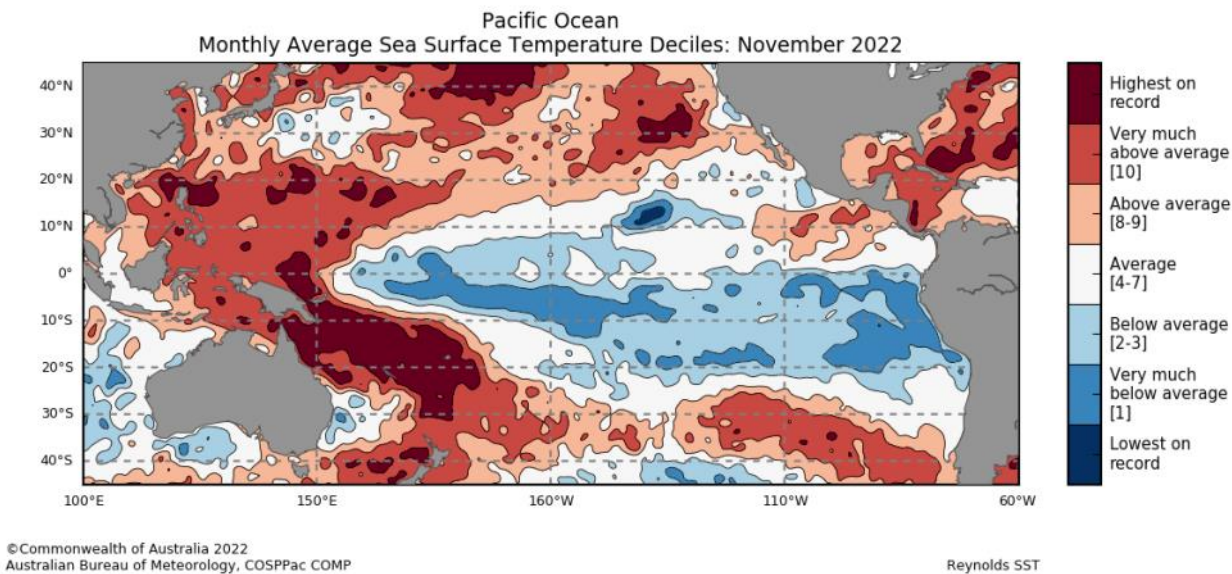 Pacific Ocean
Monthly Average Sea Surface Temperature Deciles: November 2022
40°N
30°N
20°N
10°N
0°
10°S
20°S
30°S
40°S
100°E
150°E
160°W
110°W
60°W
Highest on
record
Very much
above average
[10]
Above average
[8-9]
Average
[4-7]
Below average
[2-3]
Very much
below average
[1]
Lowest on
record
©Commonwealth of Australia 2022
Australian Bureau of Meteorology, COSPPac COMP
Reynolds SST